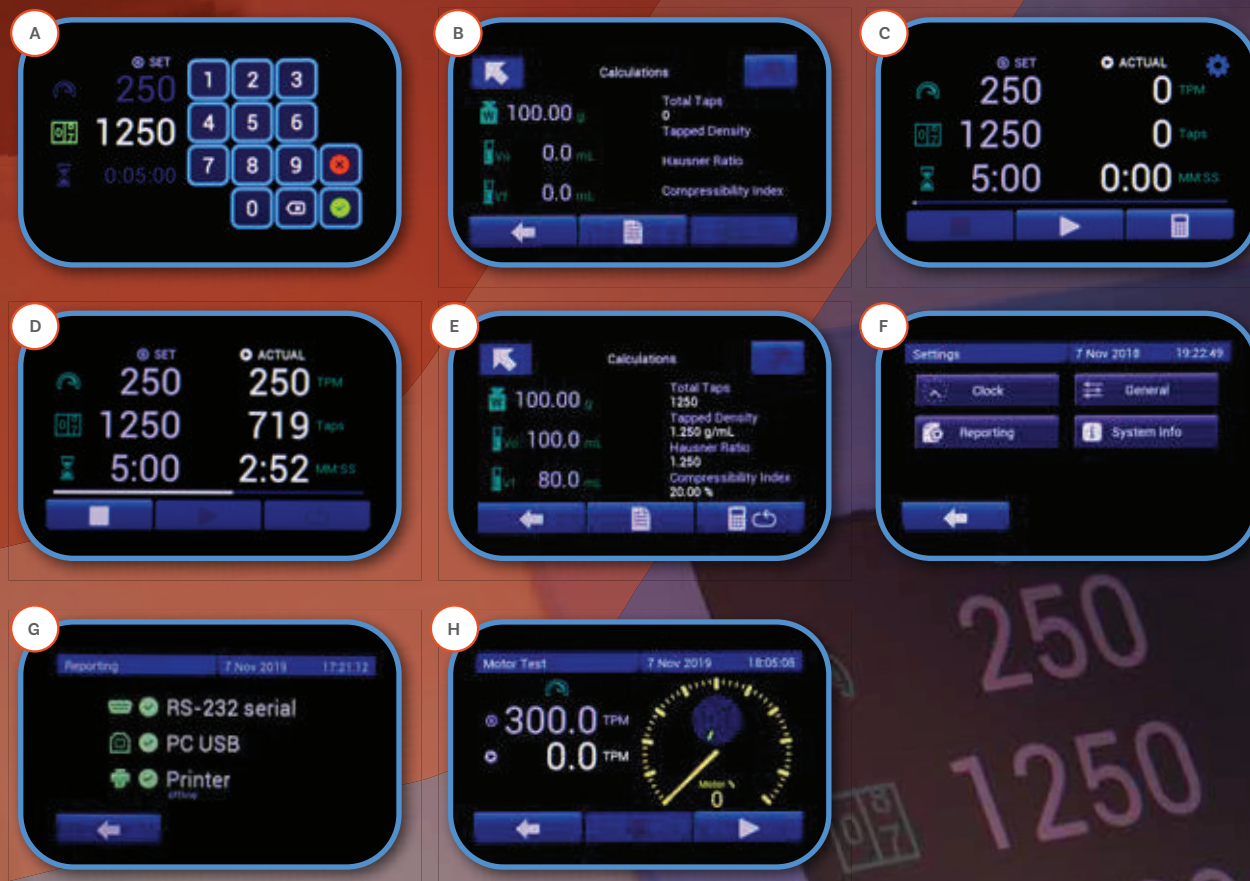 A
SET
250
1250
0:05:00
1 2 3
4 5 6
7 8 9
0
B
Calculations
100.00 g
0.0 mL
0.0 mL
Total Taps
0
Tapped Density
Hausner Ratio
Compressibility Index
C
SET ACTUAL
250 0 TPM
1250 0 Taps
5:00 0:00 MM:SS
D
SET ACTUAL
250 250 TPM
1250 719 Taps
5:00 2:52 MM:SS
E
Calculations
100.00 g
100.0 mL
80.0 mL
Total Taps
1250
Tapped Density
1.250 g/mL
Hausner Ratio
1.250
Compressibility Index
20.00 %
F
Settings 7 Nov 2018 19:22:49
Clock General
Reporting System Info
G
Reporting 7 Nov 2019 17:21:12
RS-232 serial
PC USB
Printer
offline
H
Motor Test 7 Nov 2019 18:05:05
300.0 TPM
0.0 TPM
Motor %
0
250
1250